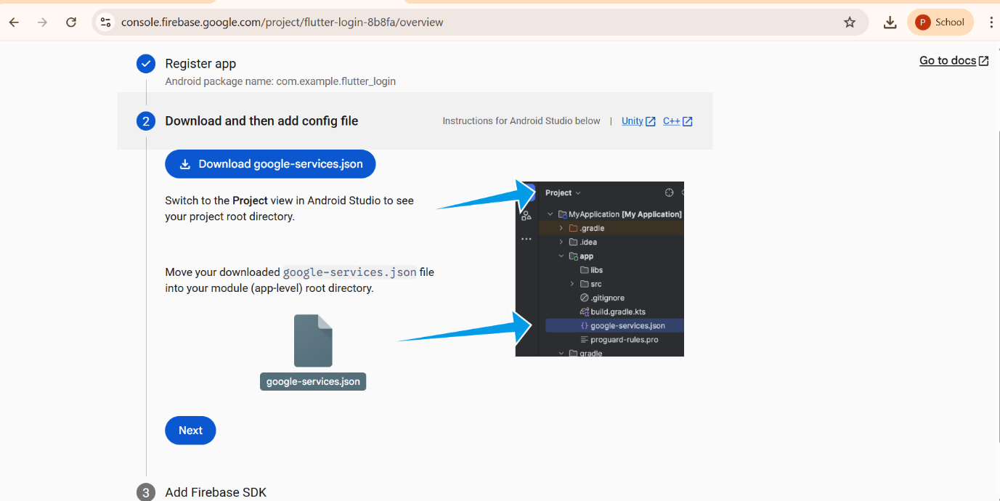 console.firebase.google.com/project/flutter-login-8b8fa/overview
P School
Register app
Go to docs
Android package name: com.example.flutter_login
2 Download and then add config file Instructions for Android Studio below | Unity C++
Download google-services.json
Switch to the Project view in Android Studio to see
your project root directory.
Move your downloaded google-services.json file
into your module (app-level) root directory.
google-services.json
Project
MyApplication [My Application]
.gradle
.idea
app
libs
src
.gitignore
build.gradle.kts
google-services.json
proguard-rules.pro
gradle
Next
3 Add Firebase SDK